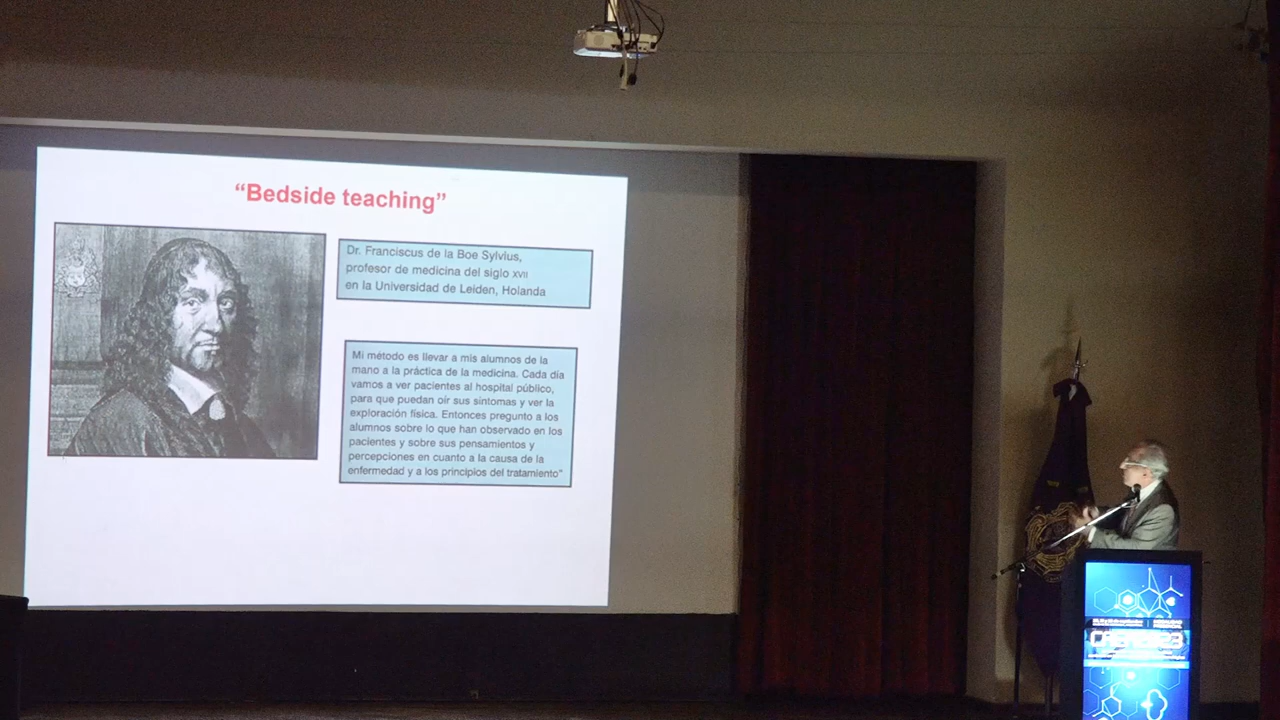 “Bedside teaching”
Dr. Franciscus de la Boe Sylvius,
profesor de medicina del siglo XVII
en la Universidad de Leiden, Holanda
Mi método es llevar a mis alumnos de la
mano a la práctica de la medicina. Cada día
vamos a ver pacientes al hospital público,
para que puedan oír sus síntomas y ver la
exploración física. Entonces pregunto a los
alumnos sobre lo que han observado en los
pacientes y sobre sus pensamientos y
percepciones en cuanto a la causa de la
enfermedad y a los principios del tratamiento”